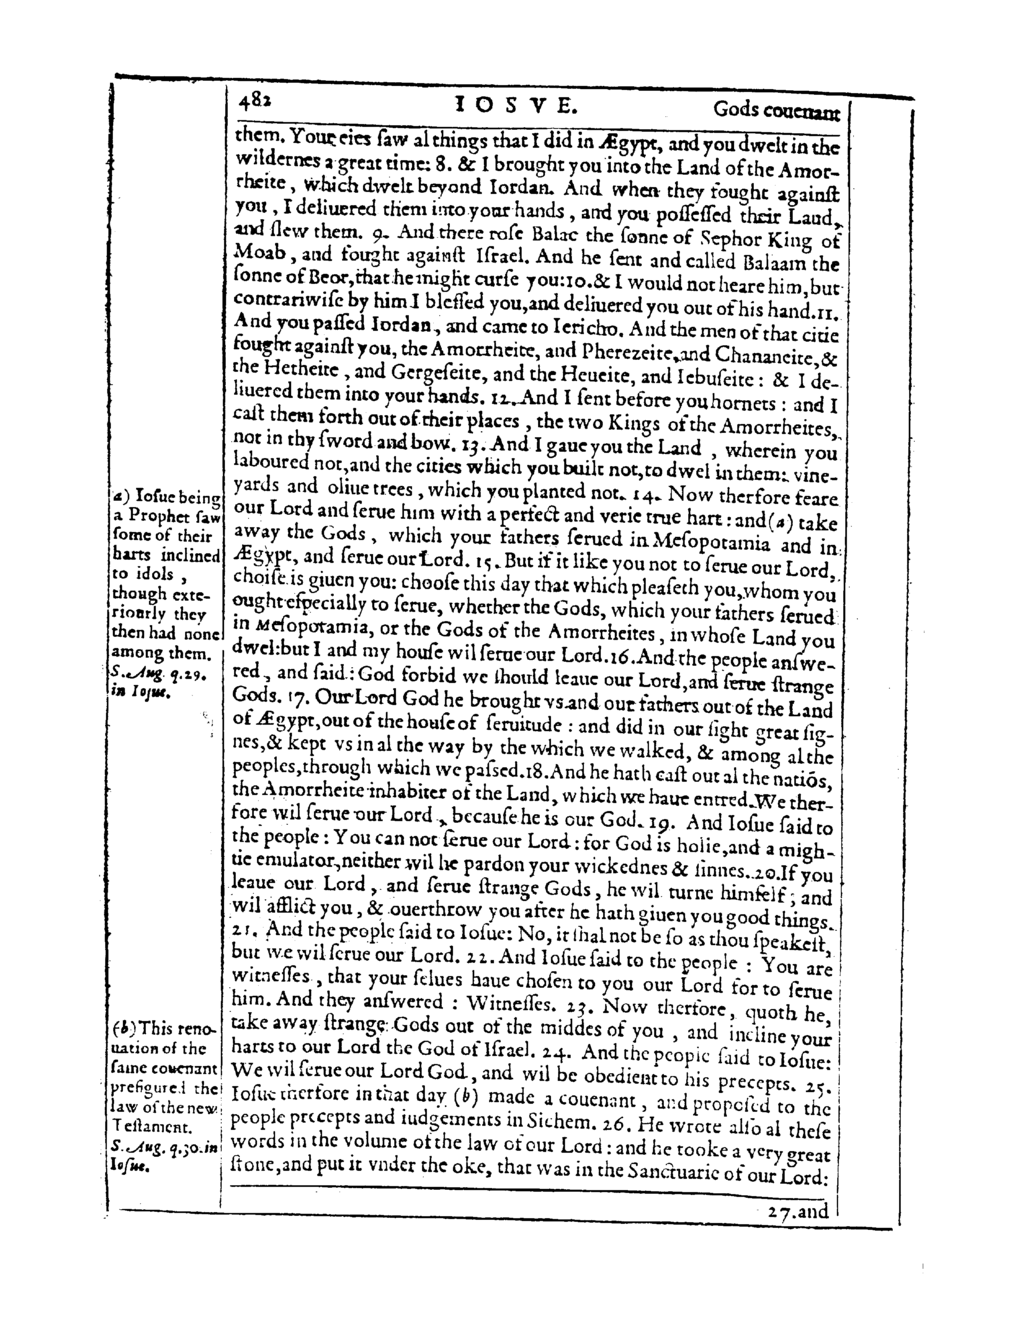 482 IOSVE. Gods couenant
them. Your eies ſaw al things that I did in Ægypt, and you dwelt in the
wildernes a great time: 8. & I brought you into the Land of the Amor-
rheite, which dwelt beyond Iordan. And when they fought againſt
you, I deliuered them into your hands, and you poſſeſſed their Land,
and ſlew them. 9. And there roſe Balac the ſonne of Sephor King of
Moab, and fought againſt Iſrael. And he ſent and called Balaam the
ſonne of Beor, that he might curſe you: 10. & I would not heare him, but
contrariwiſe by him I bleſſed you, and deliuered you out of his hand. 11.
And you paſſed Iordan, and came to Iericho. And the men of that citie
fought againſt you, the Amorrheite, and Pherezeite, and Chananeite, &
the Hetheite, and Gergeſeite, and the Heueite, and Iebuſeite: & I de-
liuered them into your hands. 12. And I ſent before you hornets: and I
caſt them forth out of their places, the two Kings of the Amorrheites,
not in thy ſword and bow. 13. And I gaue you the Land, wherein you
laboured not, and the cities which you built not, to dwel in them: vine-
yards and oliue trees, which you planted not. 14. Now therfore feare
our Lord and ſerue him with a perfect and verie true hart: and (a) take
away the Gods, which your fathers ſerued in Meſopotamia and in
Ægypt, and ſerue our Lord. 15. But if it like you not to ſerue our Lord,
choiſe is giuen you: chooſe this day that which pleaſeth you, whom you
ought eſpecially to ſerue, whether the Gods, which your fathers ſerued
in Meſopotamia, or the Gods of the Amorrheites, in whoſe Land you
dwel: but I and my houſe wil ſerue our Lord. 16. And the people anſwe-
red, and ſaid: God forbid we ſhould leaue our Lord, and ſerue ſtrange
Gods. 17. Our Lord God he brought vs and our fathers out of the Land
of Ægypt, out of the houſe of ſeruitude: and did in our ſight great ſig-
nes, & kept vs in al the way by the which we walked, & among al the
peoples, through which we paſſed. 18. And he hath caſt out al the natiõs,
the Amorrheite inhabiter of the Land, which we haue entred. We ther-
fore wil ſerue our Lord, becauſe he is our God. 19. And Ioſue ſaid to
the people: You can not ſerue our Lord: for God is holie, and a migh-
tie emulator, neither wil he pardon your wickednes & ſinnes. 20. If you
leaue our Lord, and ſerue ſtrange Gods, he wil turne himſelf, and
wil afflict you, & ouerthrow you after he hath giuen you good things.
21. And the people ſaid to Ioſue: No, it ſhal not be ſo as thou ſpeakeſt,
but we wil ſerue our Lord. 22. And Ioſue ſaid to the people: You are
witneſſes, that your ſelues haue choſen to you our Lord for to ſerue
him. And they anſwered: Witneſſes. 23. Now therfore, quoth he,
take away ſtrange Gods out of the middes of you, and incline your
harts to our Lord the God of Iſrael. 24. And the people ſaid to Ioſue:
We wil ſerue our Lord God, and wil be obedient to his precepts. 25.
Ioſue therfore in that day (b) made a couenant, and propoſed to the
people precepts and iudgements in Sichem. 26. He wrote alſo al theſe
words in the volume of the law of our Lord: and he tooke a very great
ſtone, and put it vnder the oke, that was in the Sanctuarie of our Lord:
27. and
a) Ioſue being
a Prophet ſaw
ſome of their
harts inclined
to idols,
though exte-
riourly they
then had none
among them.
S. Aug. q. 29.
in Ioſue.
(b) This reno-
uation of the
ſame couenant
prefigured the
law of the new
Teſtament.
S. Aug. q. 30. in
Ioſue.